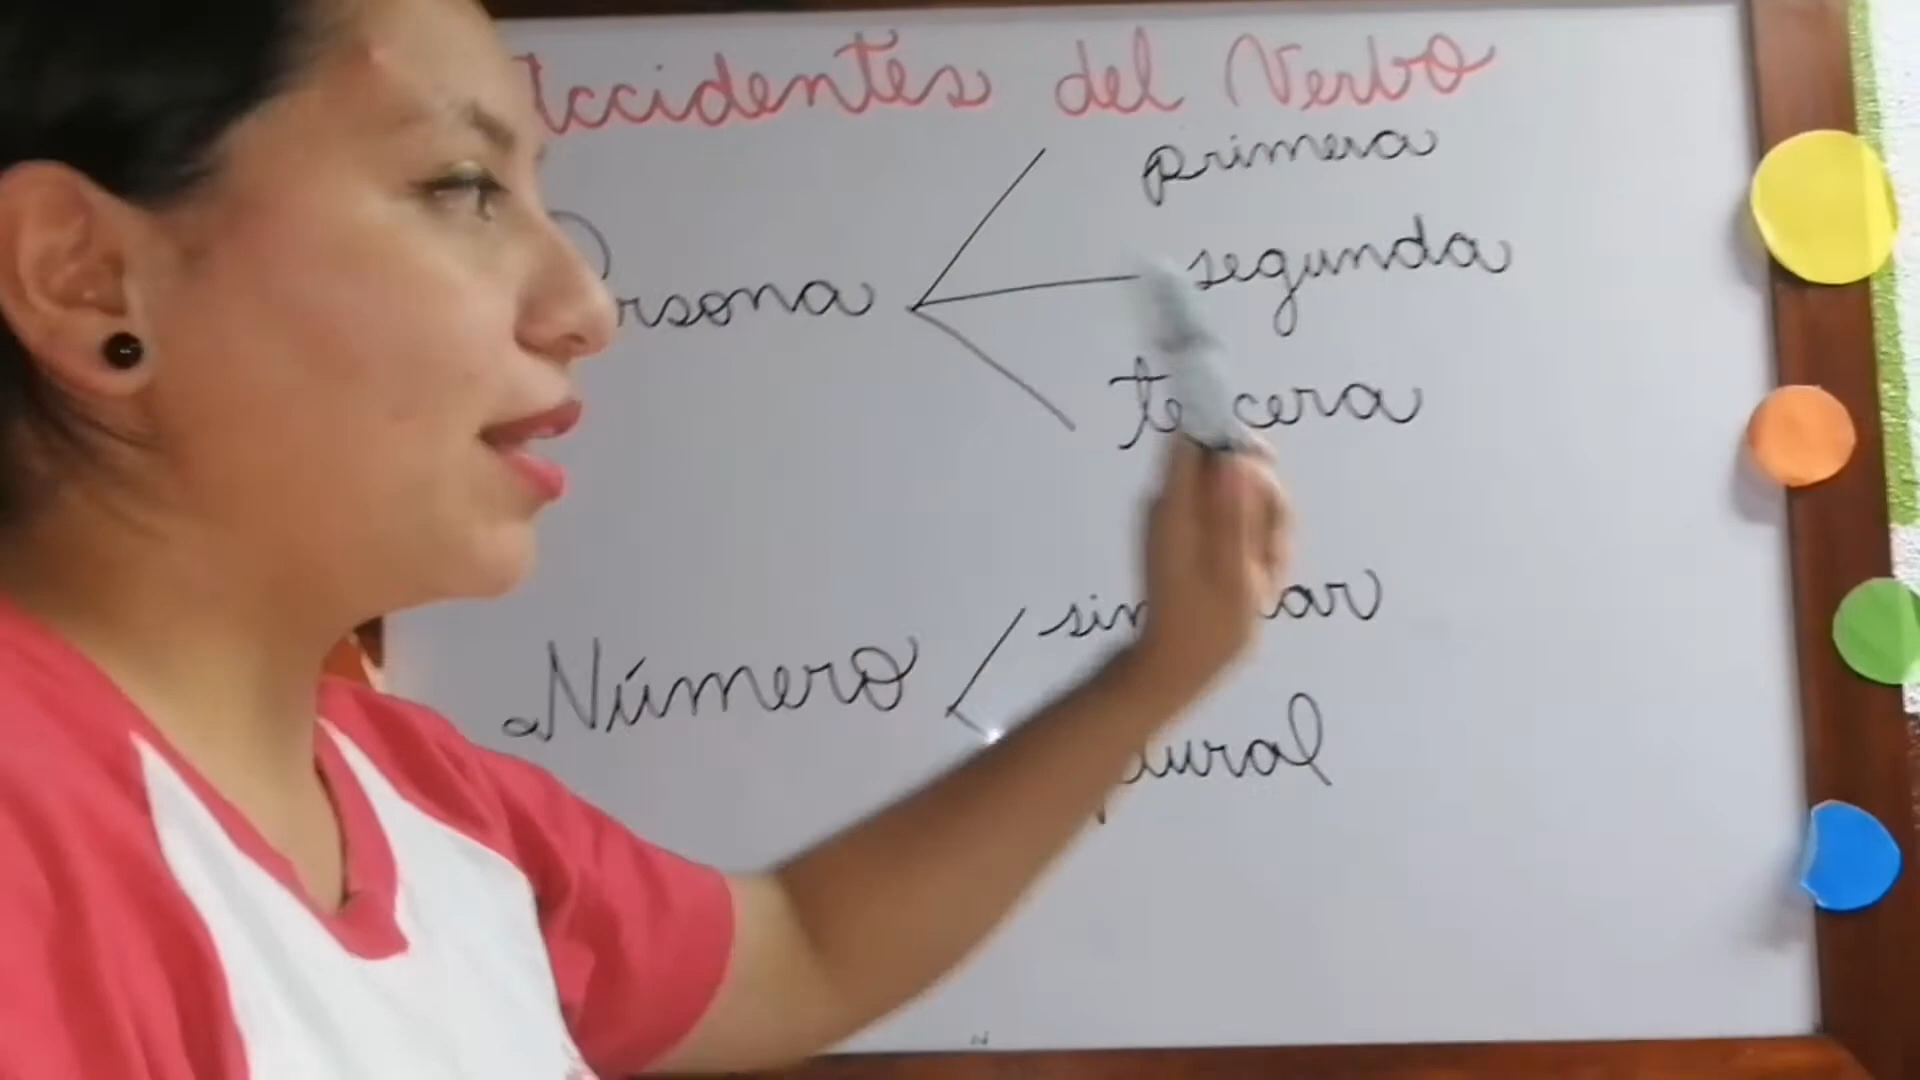 Accidentes del Verbo
Persona
primera
segunda
tercera
Número
singular
plural